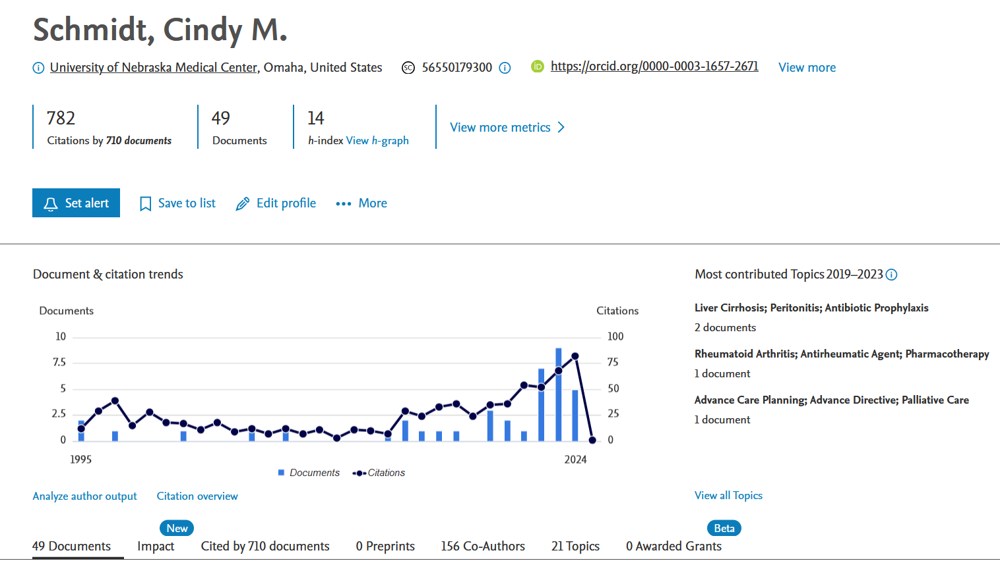 Schmidt, Cindy M.
University of Nebraska Medical Center, Omaha, United States SC 56550179300 iD https://orcid.org/0000-0003-1657-2671 View more
782 49 14
Citations by 710 documents Documents h-index View h-graph
View more metrics
Set alert Save to list Edit profile More
Document & citation trends
Documents Citations
10 100
7.5 75
5 50
2.5 25
0 0
1995 2024
Documents Citations
Analyze author output Citation overview
Most contributed Topics 2019–2023
Liver Cirrhosis; Peritonitis; Antibiotic Prophylaxis
2 documents
Rheumatoid Arthritis; Antirheumatic Agent; Pharmacotherapy
1 document
Advance Care Planning; Advance Directive; Palliative Care
1 document
View all Topics
New Beta
49 Documents Impact Cited by 710 documents 0 Preprints 156 Co-Authors 21 Topics 0 Awarded Grants